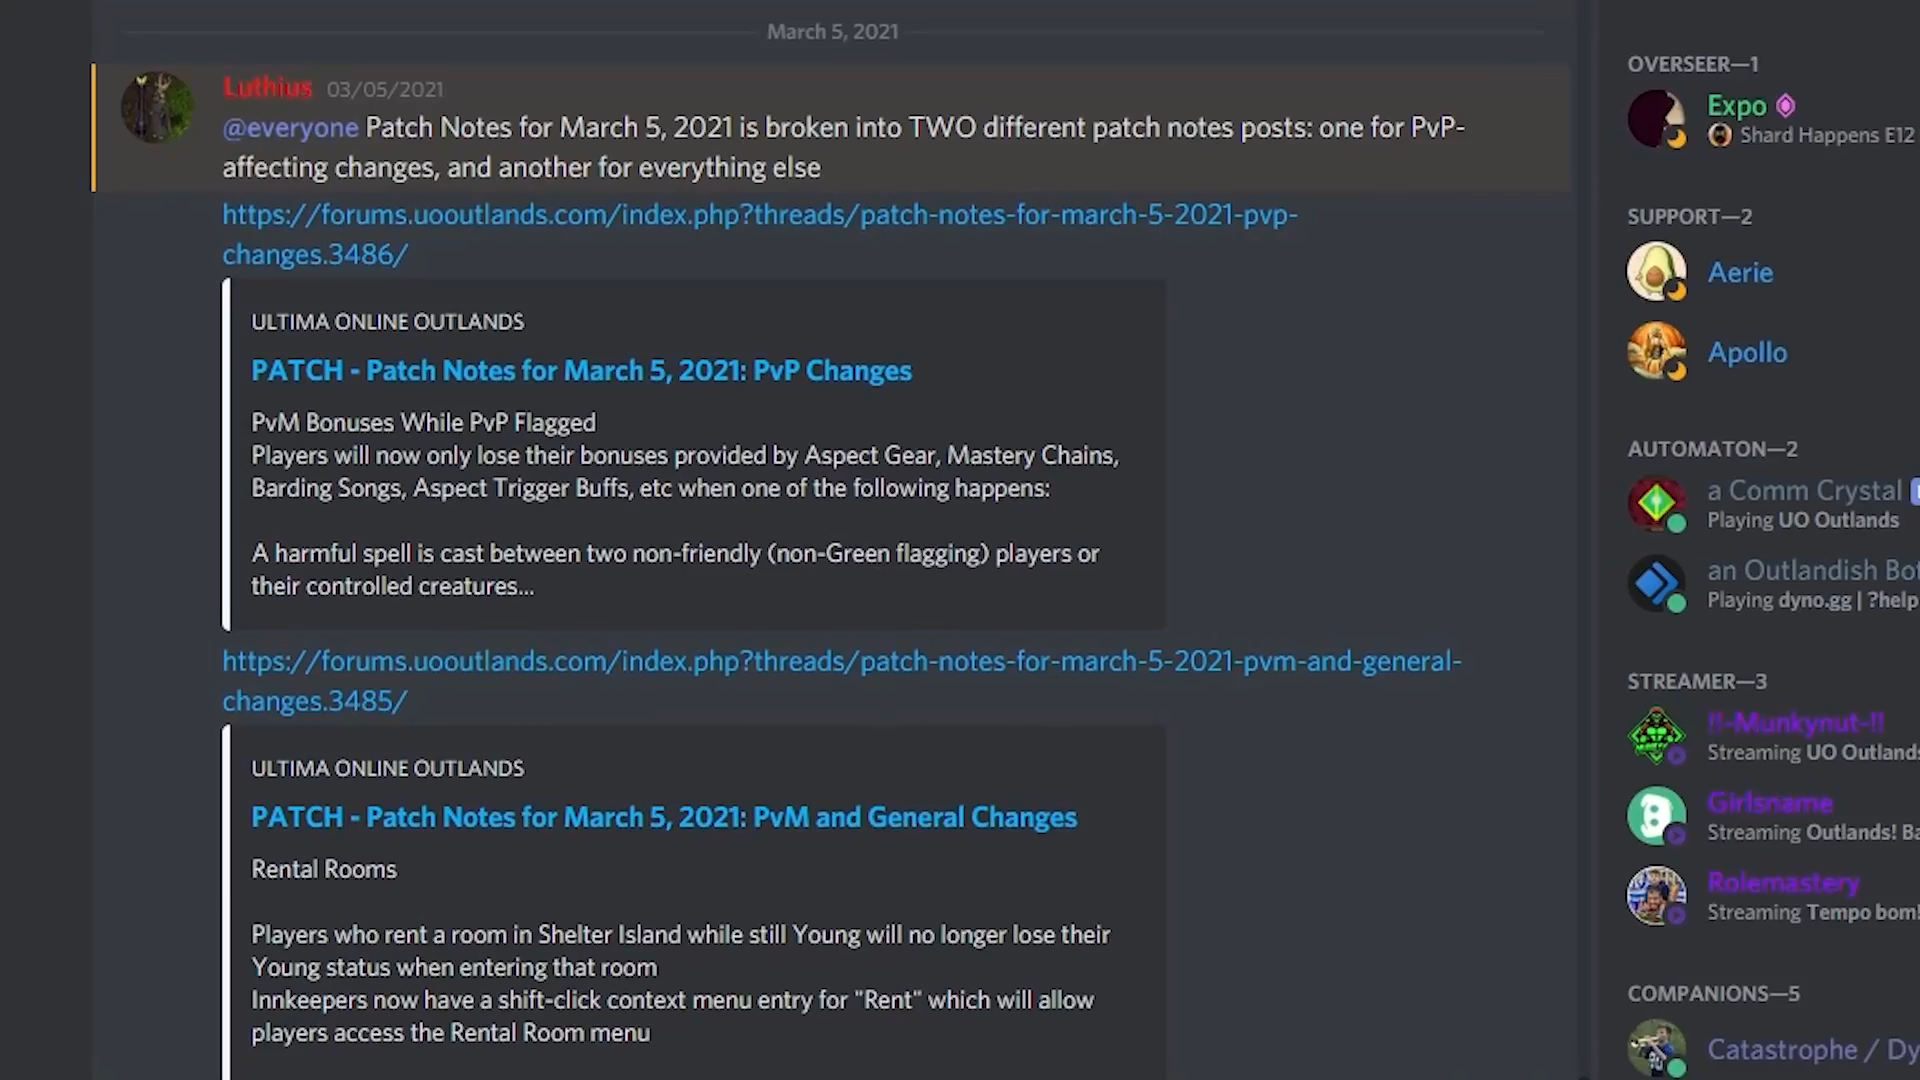 March 5, 2021
Luthius 03/05/2021
@everyone Patch Notes for March 5, 2021 is broken into TWO different patch notes posts: one for PvP-
affecting changes, and another for everything else
https://forums.uooutlands.com/index.php?threads/patch-notes-for-march-5-2021-pvp-
changes.3486/
ULTIMA ONLINE OUTLANDS
PATCH - Patch Notes for March 5, 2021: PvP Changes
PvM Bonuses While PvP Flagged
Players will now only lose their bonuses provided by Aspect Gear, Mastery Chains,
Barding Songs, Aspect Trigger Buffs, etc when one of the following happens:
A harmful spell is cast between two non-friendly (non-Green flagging) players or
their controlled creatures...
https://forums.uooutlands.com/index.php?threads/patch-notes-for-march-5-2021-pvm-and-general-
changes.3485/
ULTIMA ONLINE OUTLANDS
PATCH - Patch Notes for March 5, 2021: PvM and General Changes
Rental Rooms
Players who rent a room in Shelter Island while still Young will no longer lose their
Young status when entering that room
Innkeepers now have a shift-click context menu entry for "Rent" which will allow
players access the Rental Room menu
OVERSEER—1
Expo
Shard Happens E12
SUPPORT—2
Aerie
Apollo
AUTOMATON—2
a Comm Crystal
Playing UO Outlands
an Outlandish Bot
Playing dyno.gg | ?help
STREAMER—3
!!-Munkynut-!!
Streaming UO Outlands
Girlsname
Streaming Outlands! Ba
Rolemastery
Streaming Tempo bom!
COMPANIONS—5
Catastrophe / Dy